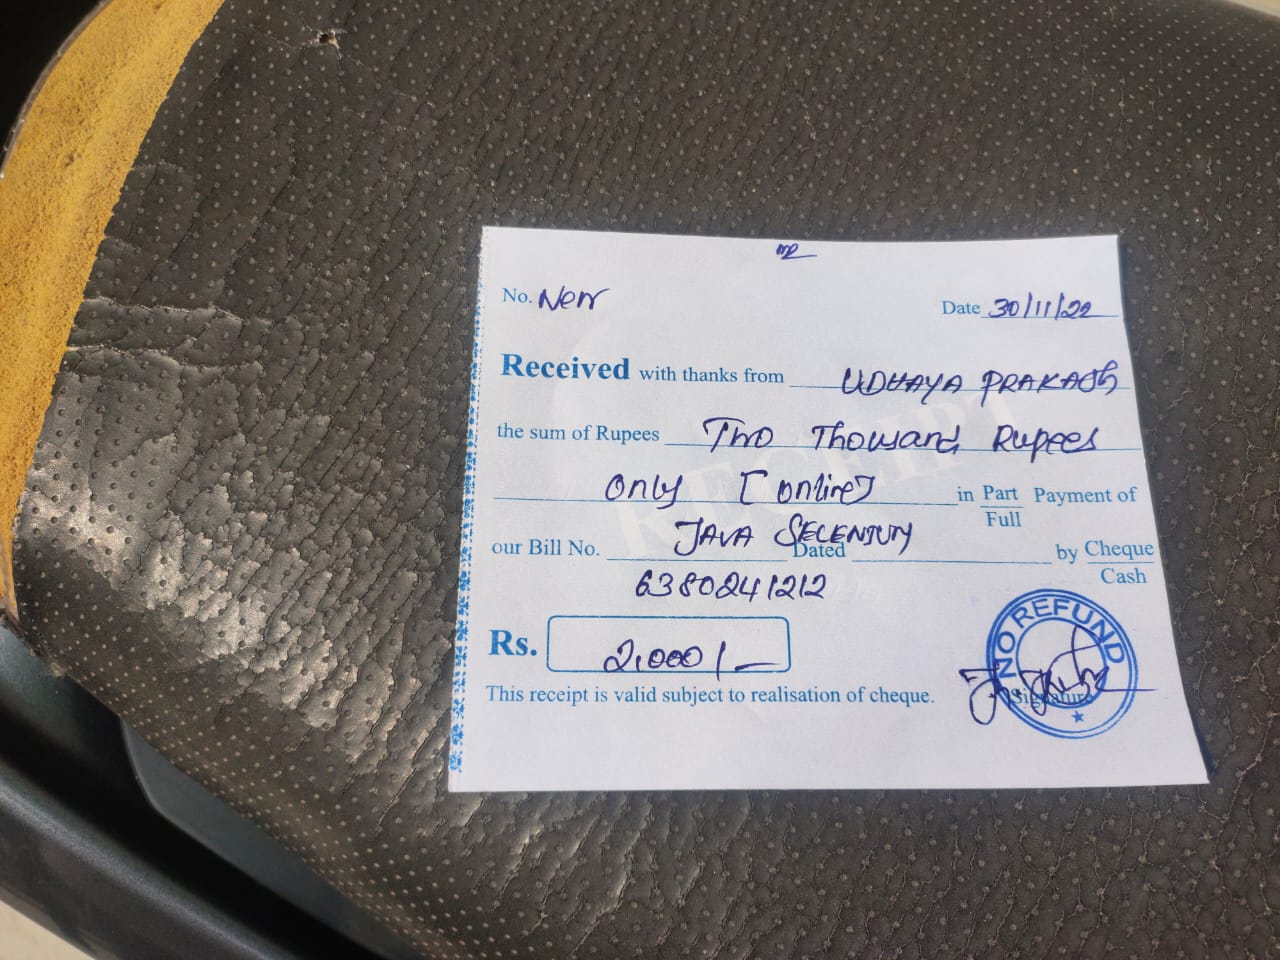 No. New
Date 30/11/22
Received with thanks from UDHAYA PRAKASh
the sum of Rupees Two Thousand Rupees
only [online] in Part Payment of
Full
JAVA SELENIUM
our Bill No. Dated by Cheque
Cash
6380241212
Rs. 2,000/-
NO REFUND
Signature
This receipt is valid subject to realisation of cheque.
RECEIPT